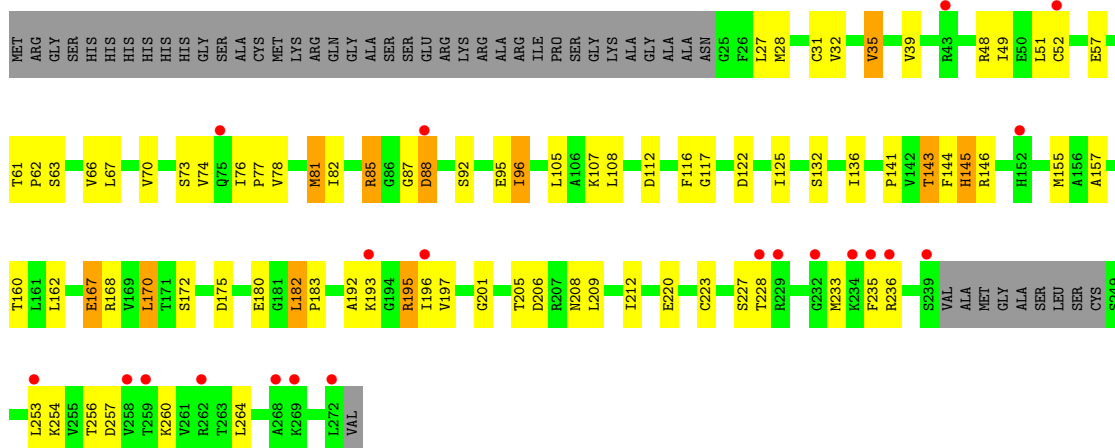 MET ARG GLY SER HIS HIS HIS HIS HIS HIS GLY SER ALA CYS MET LYS ARG GLN GLY ALA SER SER GLU ARG LYS ARG ALA ARG ILE PRO SER GLY LYS ALA GLY ALA ALA ALA ASN G25 F26 L27 M28 C31 V32 V35 V39 R43 R48 I49 E50 L51 C52 E57
T61 P62 S63 V66 L67 V70 S73 V74 Q75 I76 P77 V78 M81 I82 R85 G86 G87 D88 S92 E95 I96 L105 A106 K107 L108 D112 F116 G117 D122 I125 S132 I136 P141 V142 T143 F144 H145 R146 H152 M155 A156 A157
T160 L161 L162 E167 R168 V169 L170 T171 S172 D175 E180 G181 L182 P183 A192 K193 G194 R195 I196 V197 G201 T205 D206 R207 N208 L209 I212 E220 C223 S227 T228 R229 G232 M233 K234 F235 R236 S239 VAL ALA MET GLY ALA SER LEU SER SER CYS S249
L253 K254 V255 T256 D257 V258 T259 K260 V261 R262 T263 L264 A268 K269 L272 VAL